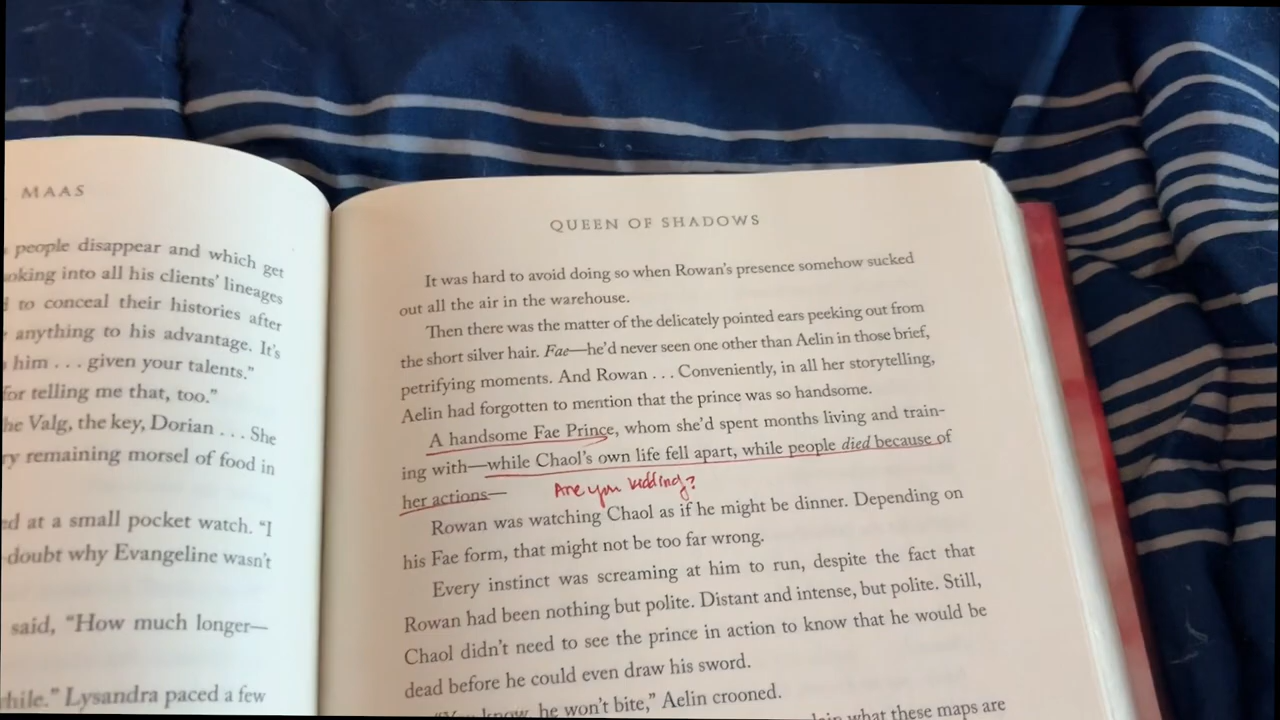 MAAS
people disappear and which get
into all his clients' lineages
to conceal their histories after
anything to his advantage. It's
him . . . given your talents."
for telling me that, too."
Valg, the key, Dorian . . . She
remaining morsel of food in
at a small pocket watch. "I
doubt why Evangeline wasn't
said, "How much longer—
Lysandra paced a few
QUEEN OF SHADOWS
It was hard to avoid doing so when Rowan's presence somehow sucked
out all the air in the warehouse.
Then there was the matter of the delicately pointed ears peeking out from
the short silver hair. Fae—he'd never seen one other than Aelin in those brief,
petrifying moments. And Rowan . . . Conveniently, in all her storytelling,
Aelin had forgotten to mention that the prince was so handsome.
A handsome Fae Prince, whom she'd spent months living and train-
ing with—while Chaol's own life fell apart, while people died because of
her actions—
Are you kidding?
Rowan was watching Chaol as if he might be dinner. Depending on
his Fae form, that might not be too far wrong.
Every instinct was screaming at him to run, despite the fact that
Rowan had been nothing but polite. Distant and intense, but polite. Still,
Chaol didn't need to see the prince in action to know that he would be
dead before he could even draw his sword.
"You know, he won't bite," Aelin crooned.
what these maps are